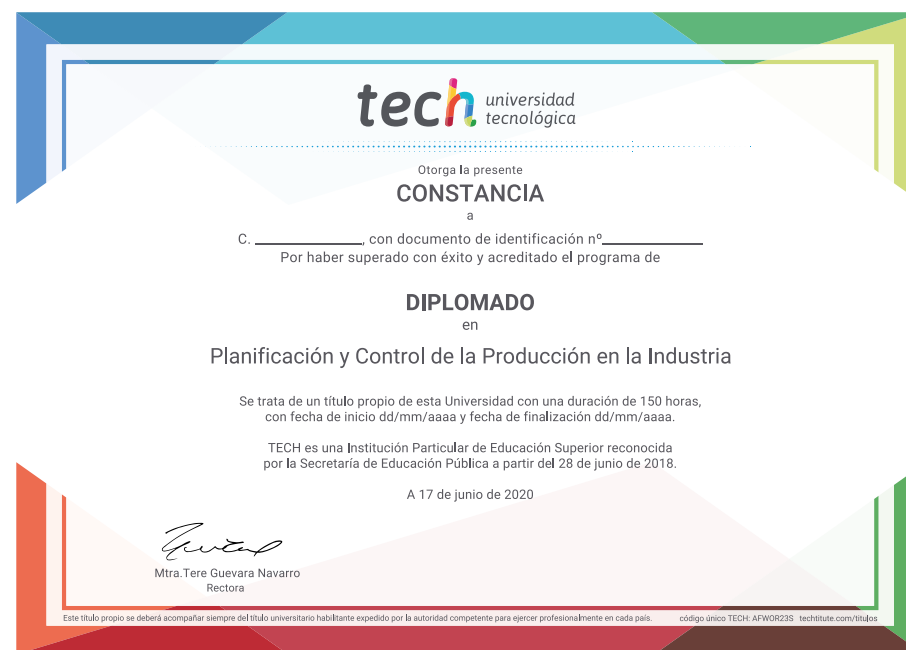 tech universidad
tecnológica
Otorga la presente
CONSTANCIA
a
C. ____________, con documento de identificación nº____________
Por haber superado con éxito y acreditado el programa de
DIPLOMADO
en
Planificación y Control de la Producción en la Industria
Se trata de un título propio de esta Universidad con una duración de 150 horas,
con fecha de inicio dd/mm/aaaa y fecha de finalización dd/mm/aaaa.
TECH es una Institución Particular de Educación Superior reconocida
por la Secretaría de Educación Pública a partir del 28 de junio de 2018.
A 17 de junio de 2020
Mtra.Tere Guevara Navarro
Rectora
Este título propio se deberá acompañar siempre del título universitario habilitante expedido por la autoridad competente para ejercer profesionalmente en cada país. código único TECH: AFWOR23S techtitute.com/titulos